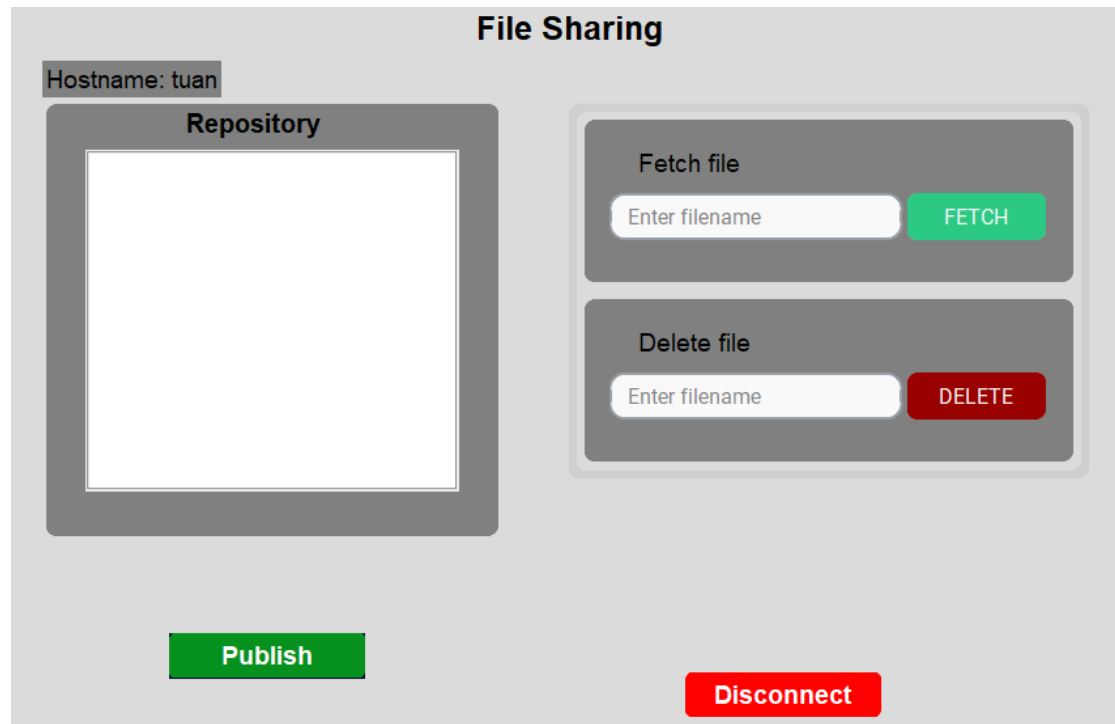 File Sharing
Hostname: tuan
Repository
Fetch file
Enter filename
FETCH
Delete file
Enter filename
DELETE
Publish
Disconnect